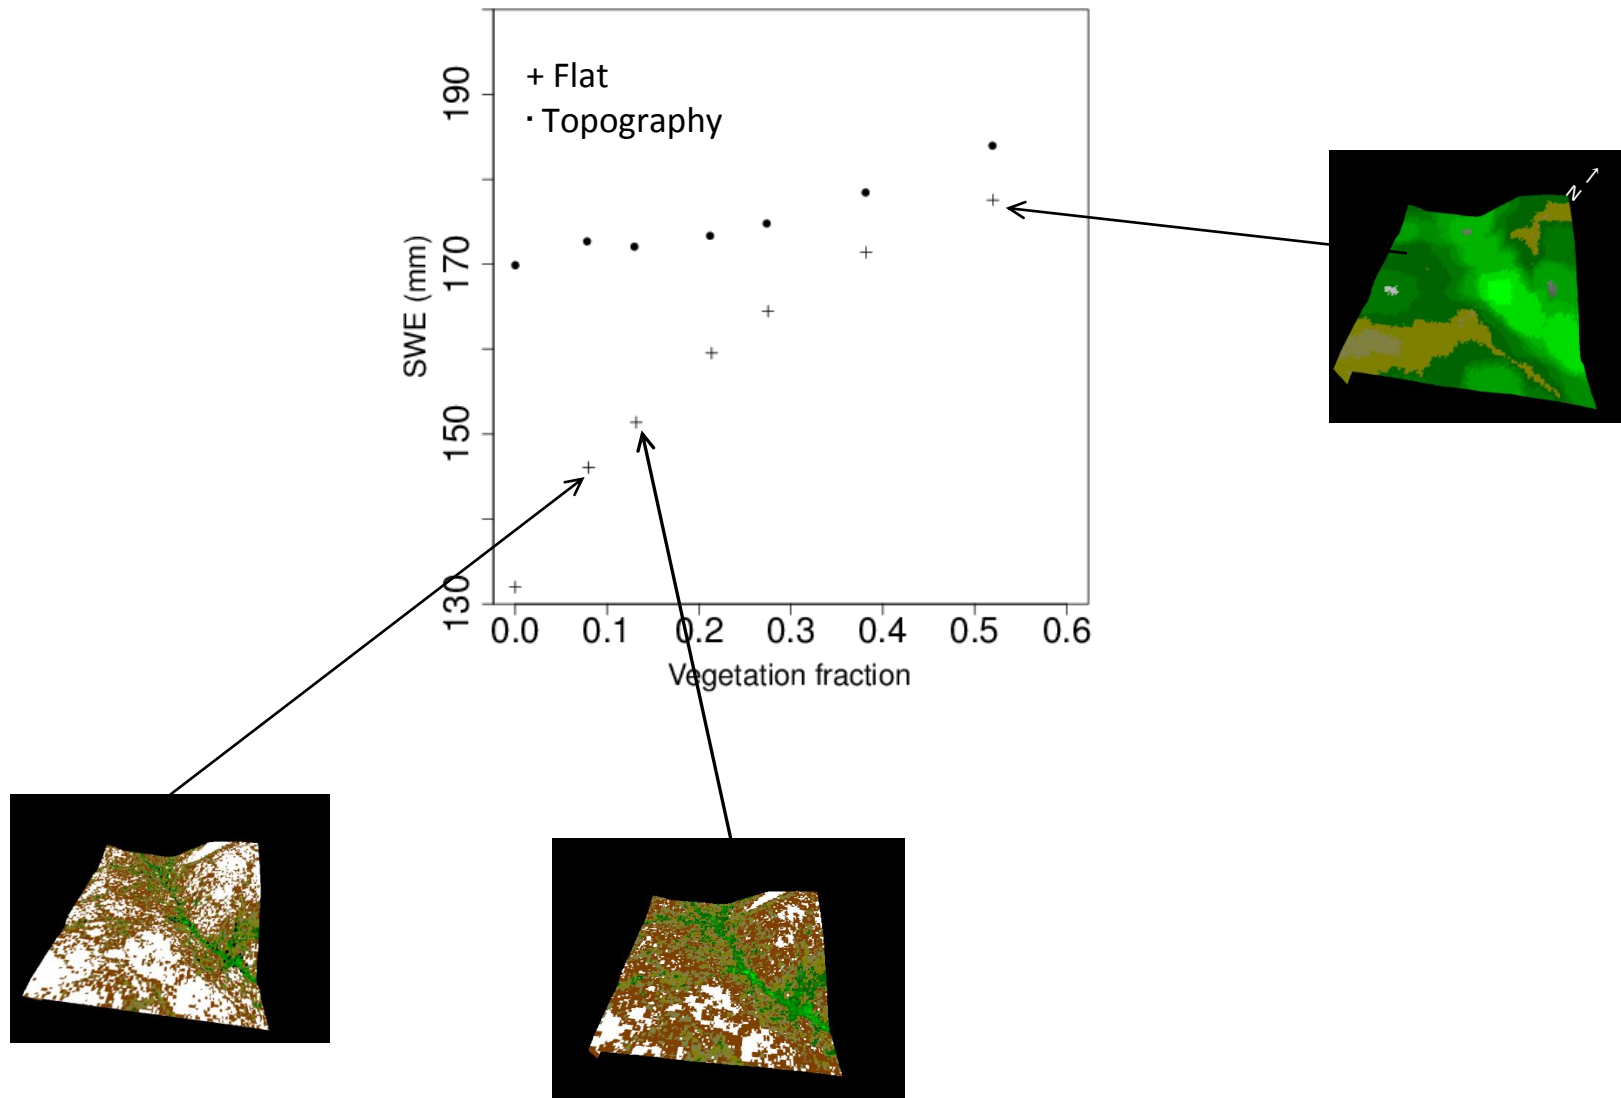 + Flat
· Topography
190
170
150
130
SWE (mm)
0.0 0.1 0.2 0.3 0.4 0.5 0.6
Vegetation fraction
N →